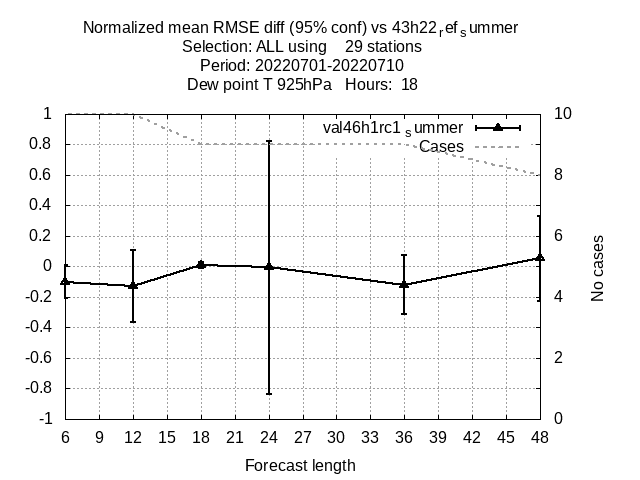 Normalized mean RMSE diff (95% conf) vs 43h22refsummer
Selection: ALL using    29 stations
Period: 20220701-20220710
Dew point T 925hPa   Hours:  18
1
0.8
0.6
0.4
0.2
0
-0.2
-0.4
-0.6
-0.8
-1
10
8
6
4
2
0
No cases
val46h1rc1summer
Cases
6 9 12 15 18 21 24 27 30 33 36 39 42 45 48
Forecast length